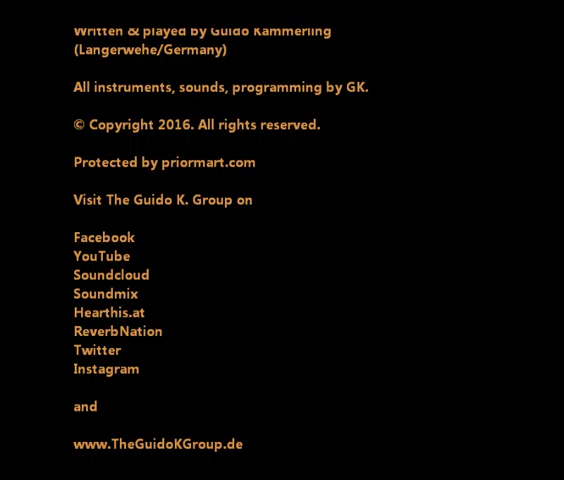 Written & played by Guido Kämmerling
(Langerwehe/Germany)
All instruments, sounds, programming by GK.
© Copyright 2016. All rights reserved.
Protected by priormart.com
Visit The Guido K. Group on
Facebook
YouTube
Soundcloud
Soundmix
Hearthis.at
ReverbNation
Twitter
Instagram
and
www.TheGuidoKGroup.de